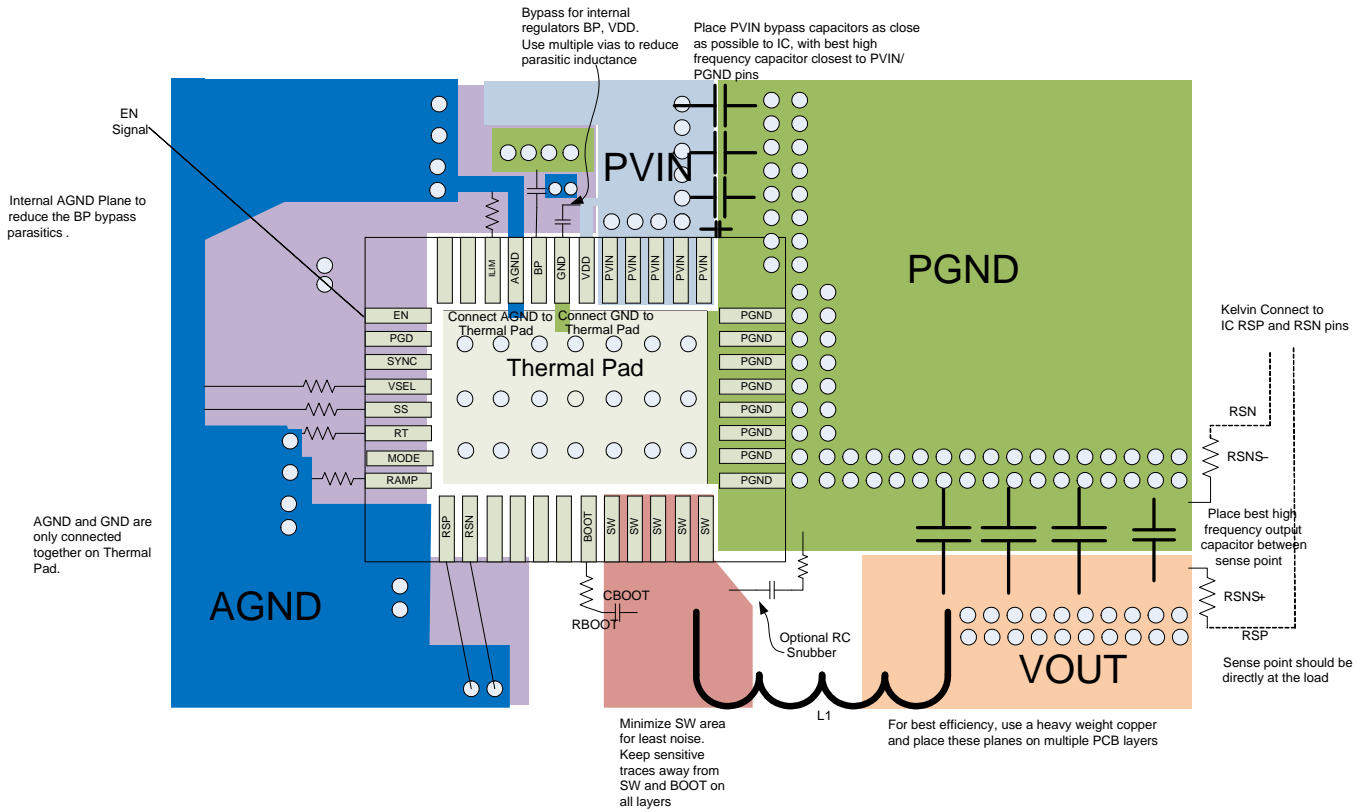 Bypass for internal
regulators BP, VDD.
Use multiple vias to reduce
parasitic inductance
Place PVIN bypass capacitors as close
as possible to IC, with best high
frequency capacitor closest to PVIN/
PGND pins
EN
Signal
Internal AGND Plane to
reduce the BP bypass
parasitics .
PVIN
PGND
ILIM
AGND
BP
GND
VDD
PVIN
PVIN
PVIN
PVIN
PVIN
EN
PGD
SYNC
VSEL
SS
RT
MODE
RAMP
Connect AGND to
Thermal Pad
Connect GND to
Thermal Pad
Thermal Pad
PGND
PGND
PGND
PGND
PGND
PGND
PGND
PGND
Kelvin Connect to
IC RSP and RSN pins
RSN
RSNS–
Place best high
frequency output
capacitor between
sense point
RSNS+
RSP
Sense point should be
directly at the load
AGND and GND are
only connected
together on Thermal
Pad.
RSP
RSN
BOOT
SW
SW
SW
SW
SW
AGND
CBOOT
RBOOT
Optional RC
Snubber
VOUT
L1
Minimize SW area
for least noise.
Keep sensitive
traces away from
SW and BOOT on
all layers
For best efficiency, use a heavy weight copper
and place these planes on multiple PCB layers